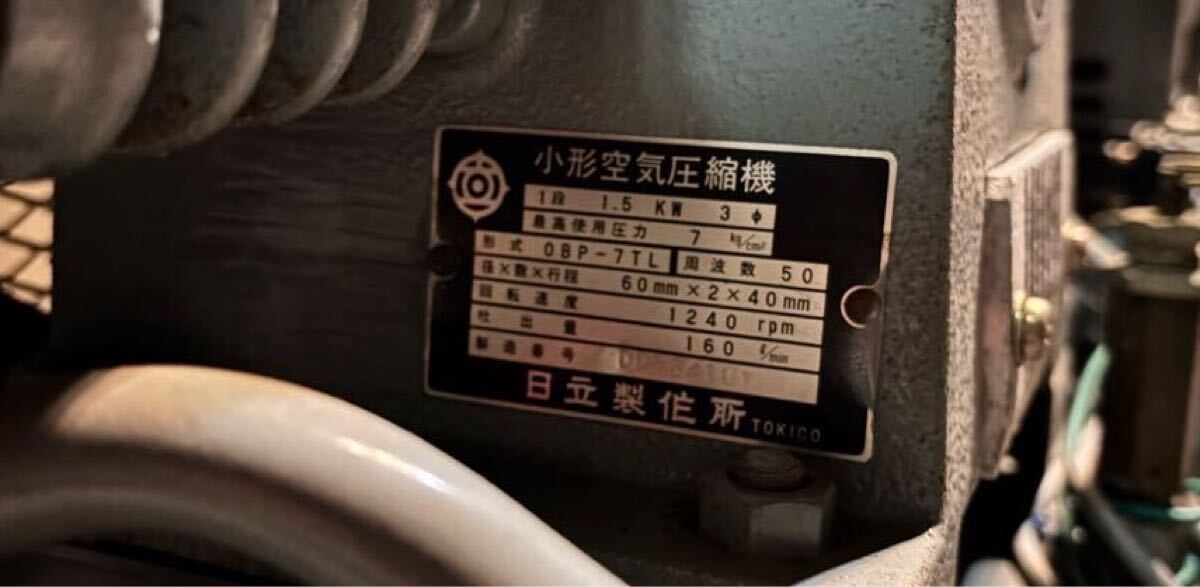 小形空気圧縮機
1段 1.5 KW 3 φ
最高使用圧力 7 kg/cm²
形式 OBP-7TL 周波数 50
径×数×行程 60mm×2×40mm
回転速度 1240 rpm
吐出量 160 ℓ/min
製造番号
日立製作所 TOKICO